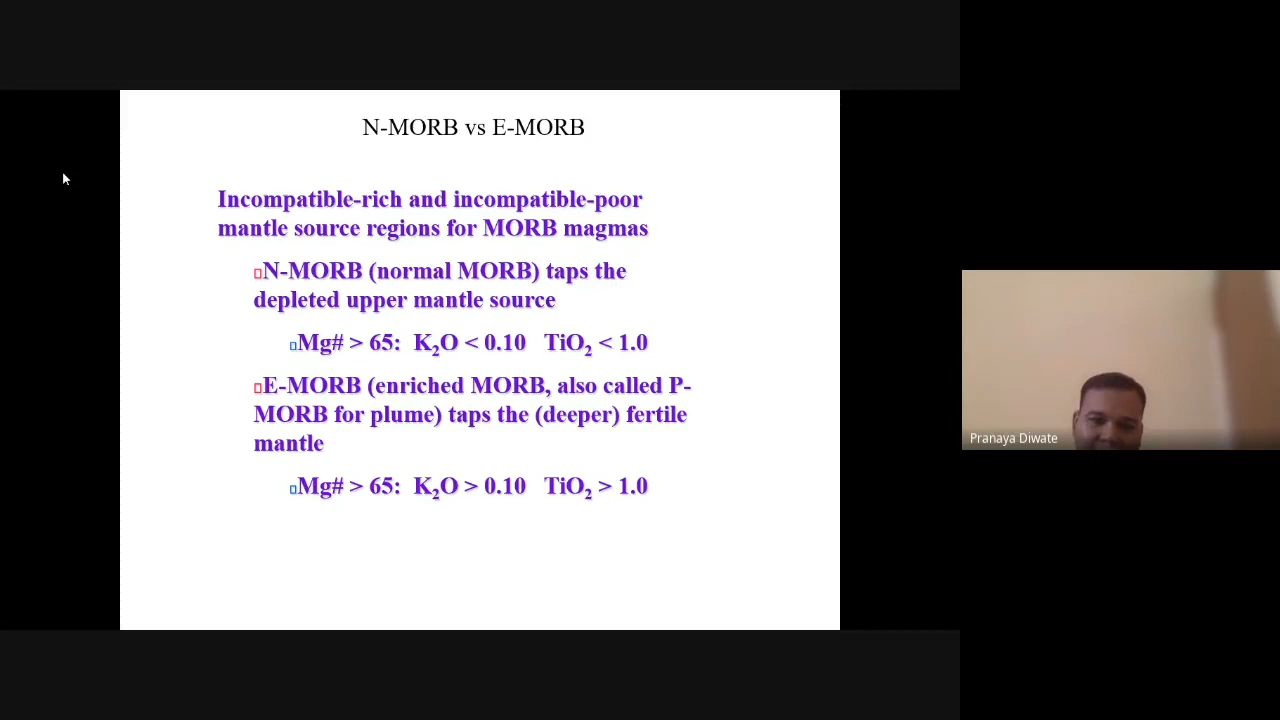 N-MORB vs E-MORB
Incompatible-rich and incompatible-poor
mantle source regions for MORB magmas
N-MORB (normal MORB) taps the
depleted upper mantle source
Mg# > 65: K₂O < 0.10 TiO₂ < 1.0
E-MORB (enriched MORB, also called P-
MORB for plume) taps the (deeper) fertile
mantle
Mg# > 65: K₂O > 0.10 TiO₂ > 1.0
Pranaya Diwate